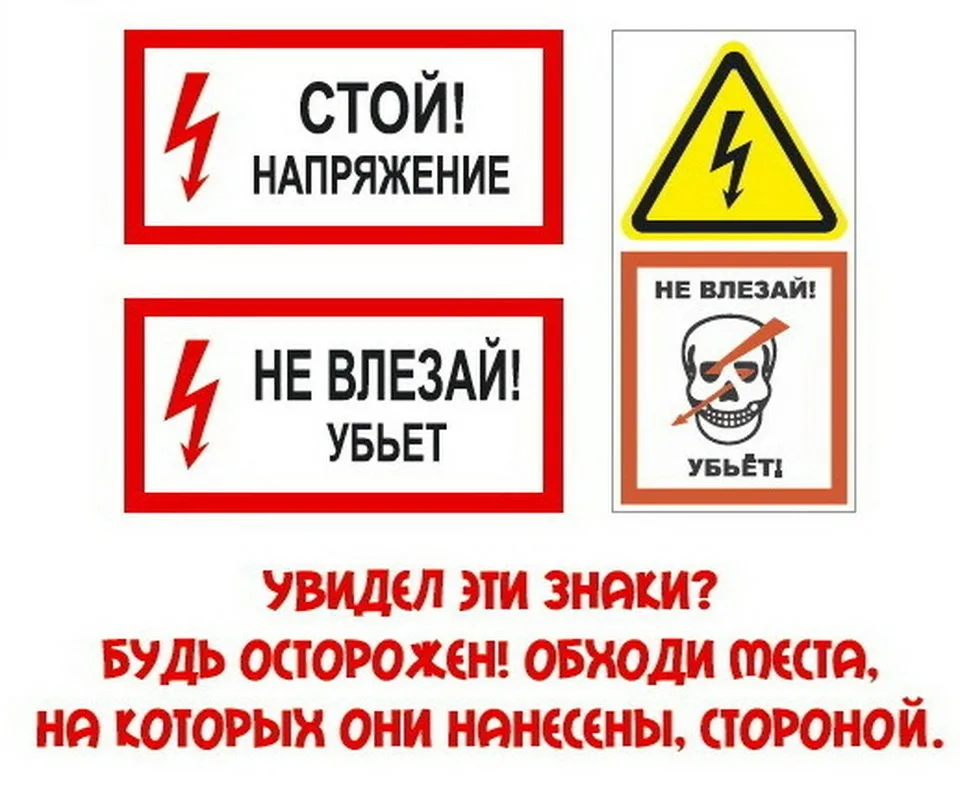 СТОЙ!
НАПРЯЖЕНИЕ
НЕ ВЛЕЗАЙ!
УБЬЕТ
НЕ ВЛЕЗАЙ!
УБЬЁТ!
УВИДЕЛ ЭТИ ЗНАКИ?
БУДЬ ОСТОРОЖЕН! ОБХОДИ МЕСТА,
НА КОТОРЫХ ОНИ НАНЕСЕНЫ, СТОРОНОЙ.